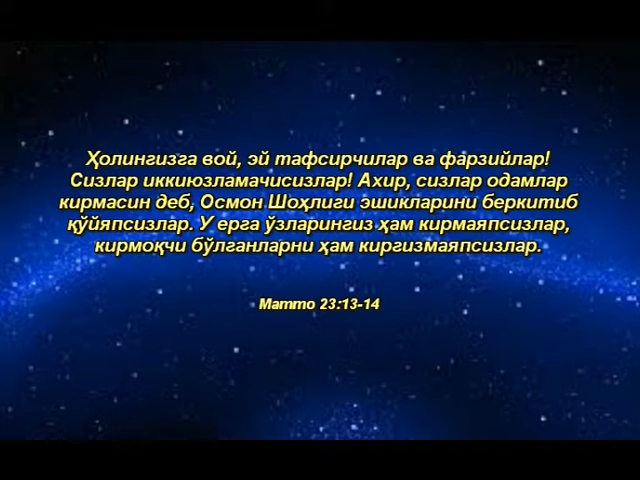 Ҳолингизга вой, эй тафсирчилар ва фарзийлар!
Сизлар иккиюзламачисизлар! Ахир, сизлар одамлар
кирмасин деб, Осмон Шоҳлиги эшикларини беркитиб
қўйяпсизлар. У ерга ўзларингиз ҳам кирмаяпсизлар,
кирмоқчи бўлганларни ҳам киргизмаяпсизлар.
Матто 23:13-14